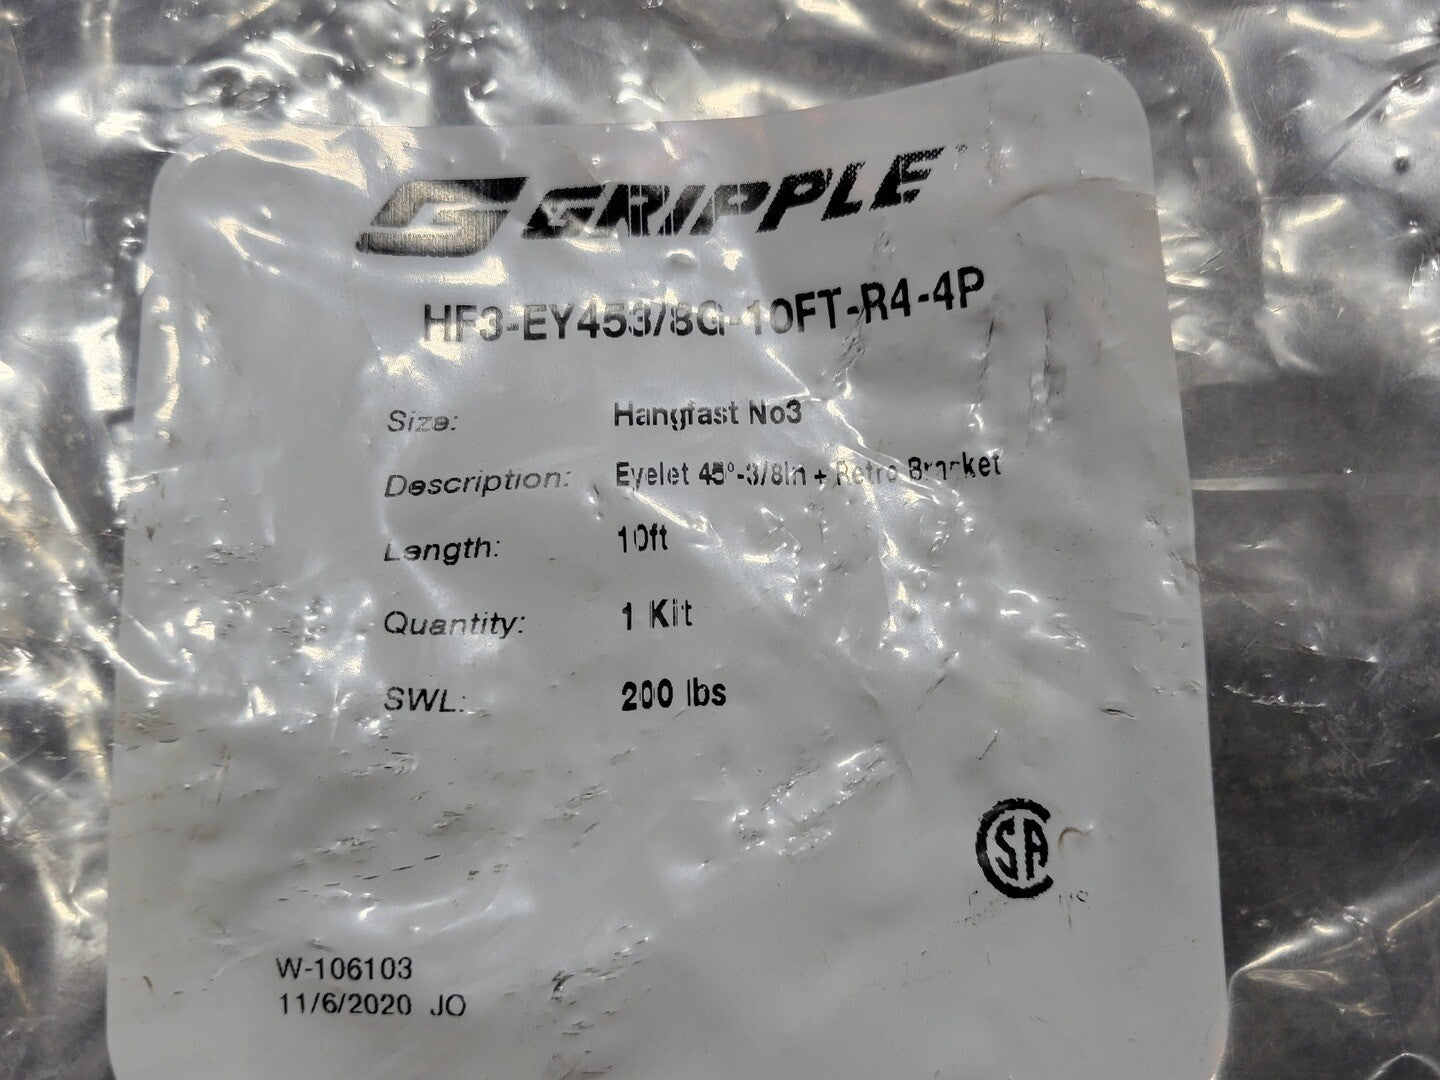 GRIPPLE
HF3-EY453/8G-10FT-R4-4P
Size: Hangfast No3
Description: Eyelet 45°-3/8in + Retro Bracket
Length: 10ft
Quantity: 1 Kit
SWL: 200 lbs
CSA
W-106103
11/6/2020 JO